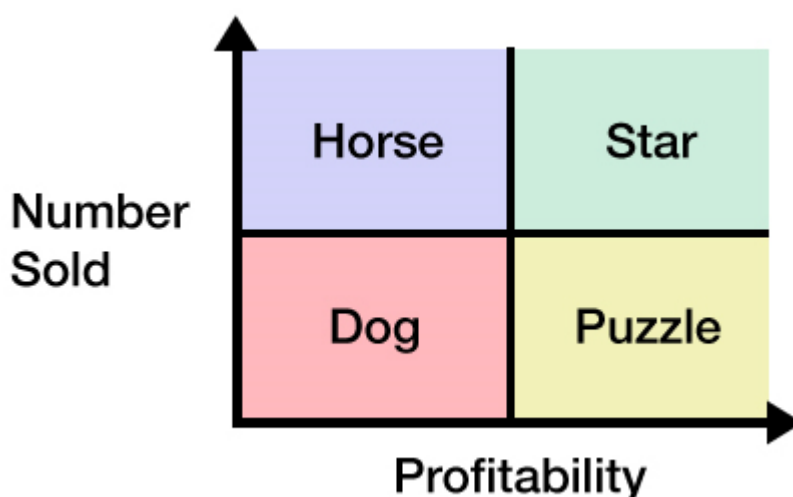 Horse
Star
Number
Sold
Dog
Puzzle
Profitability